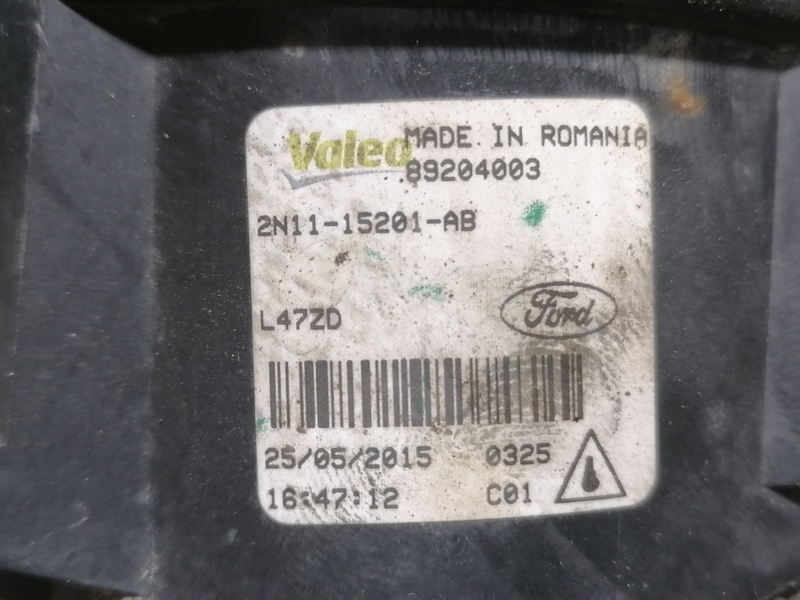 Valeo MADE IN ROMANIA
89204003
2N11-15201-AB
L47ZD
Ford
25/05/2015 0325
16:47:12 C01